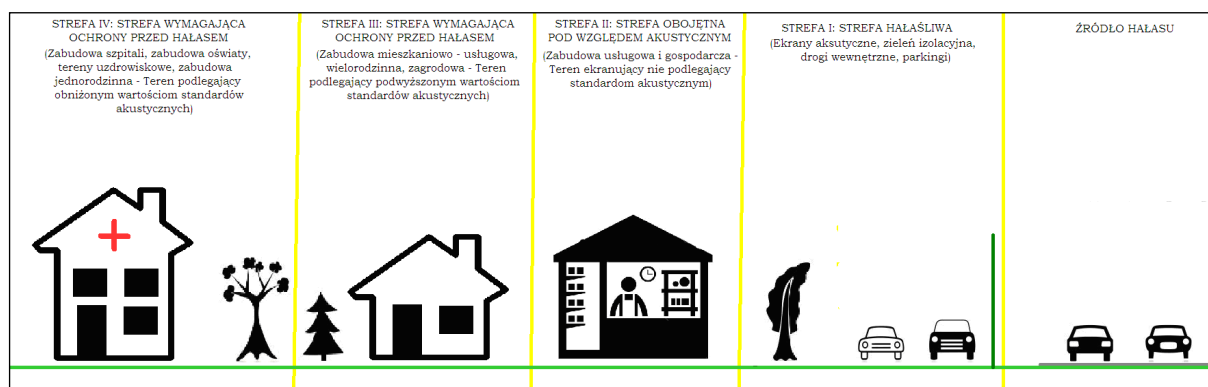 STREFA IV: STREFA WYMAGAJĄCA
OCHRONY PRZED HAŁASEM
(Zabudowa szpitali, zabudowa oświaty,
tereny uzdrowiskowe, zabudowa
jednorodzinna - Teren podlegający
obniżonym wartościom standardów
akustycznych)
STREFA III: STREFA WYMAGAJĄCA
OCHRONY PRZED HAŁASEM
(Zabudowa mieszkaniowo - usługowa,
wielorodzinna, zagrodowa - Teren
podlegający podwyższonym wartościom
standardów akustycznych)
STREFA II: STREFA OBOJĘTNA
POD WZGLĘDEM AKUSTYCZNYM
(Zabudowa usługowa i gospodarcza -
Teren ekranujący nie podlegający
standardom akustycznym)
STREFA I: STREFA HAŁAŚLIWA
(Ekrany aksutyczne, zieleń izolacyjna,
drogi wewnętrzne, parkingi)
ŹRÓDŁO HAŁASU